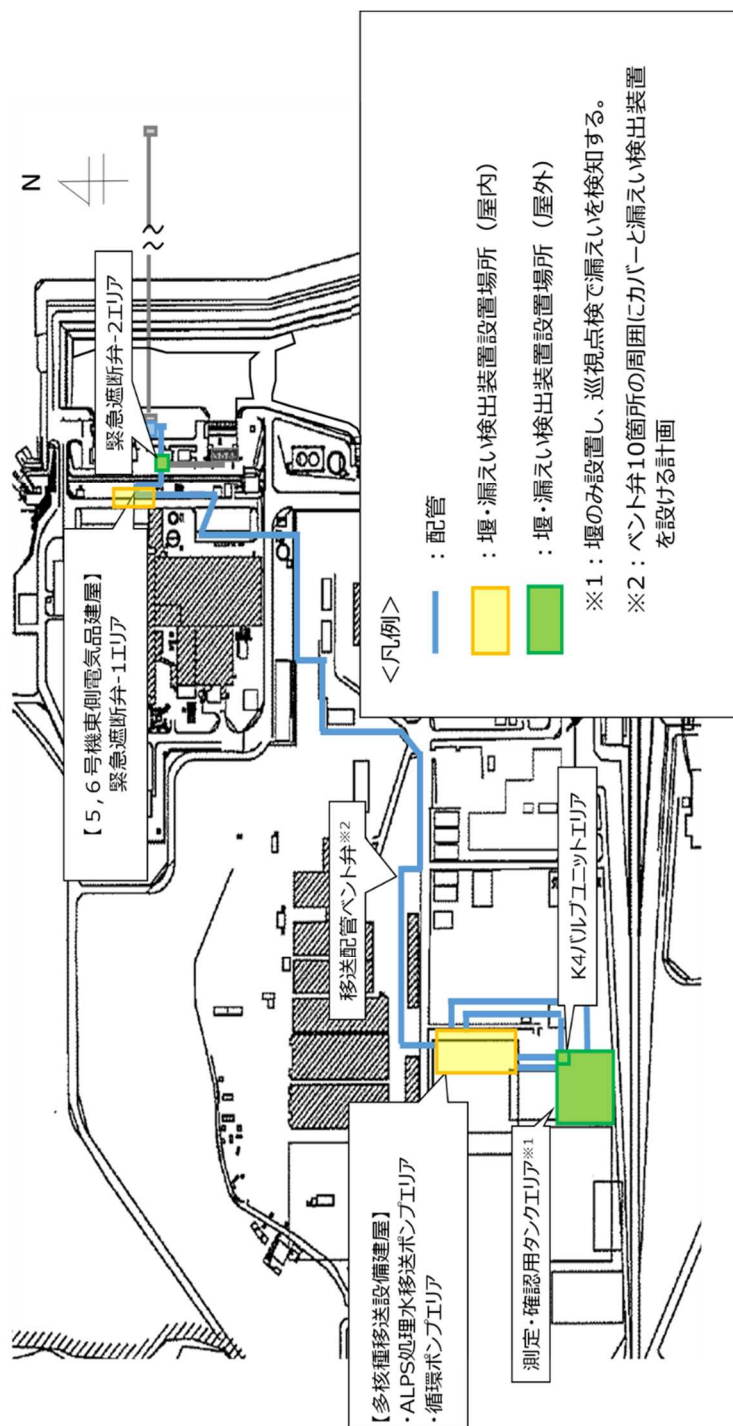 N
緊急遮断弁-2エリア
【5,6号機東側電気品建屋】
緊急遮断弁-1エリア
移送配管ベント弁※2
K4バルブユニットエリア
【多核種移送設備建屋】
・ALPS処理水移送ポンプエリア
・循環ポンプエリア
測定・確認用タンクエリア※1
<凡例>
：配管
：堰・漏えい検出装置設置場所（屋内）
：堰・漏えい検出装置設置場所（屋外）
※1：堰のみ設置し、巡視点検で漏えいを検知する。
※2：ベント弁10箇所の周囲にカバーと漏えい検出装置
を設ける計画